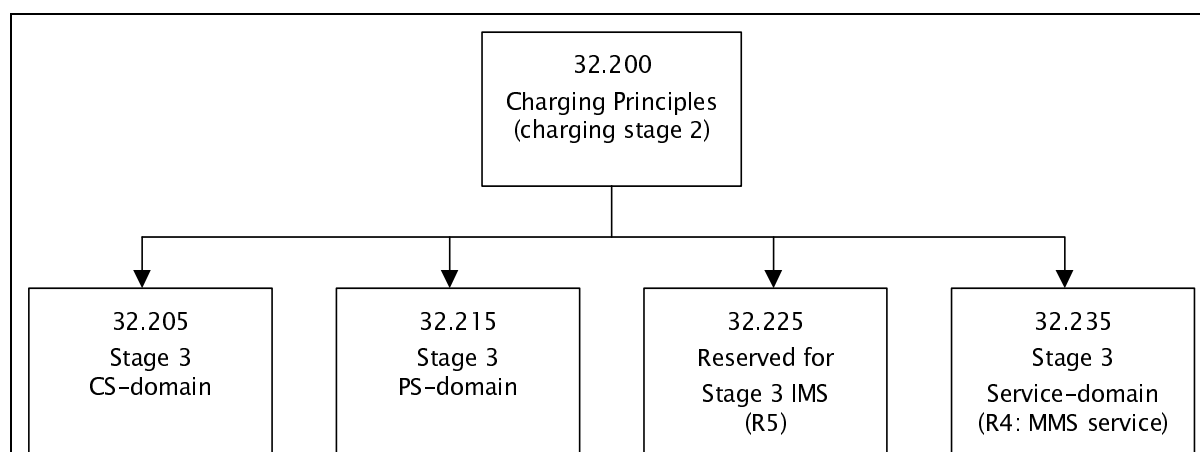 32.200
Charging Principles
(charging stage 2)
32.205
Stage 3
CS-domain
32.215
Stage 3
PS-domain
32.225
Reserved for
Stage 3 IMS
(R5)
32.235
Stage 3
Service-domain
(R4: MMS service)